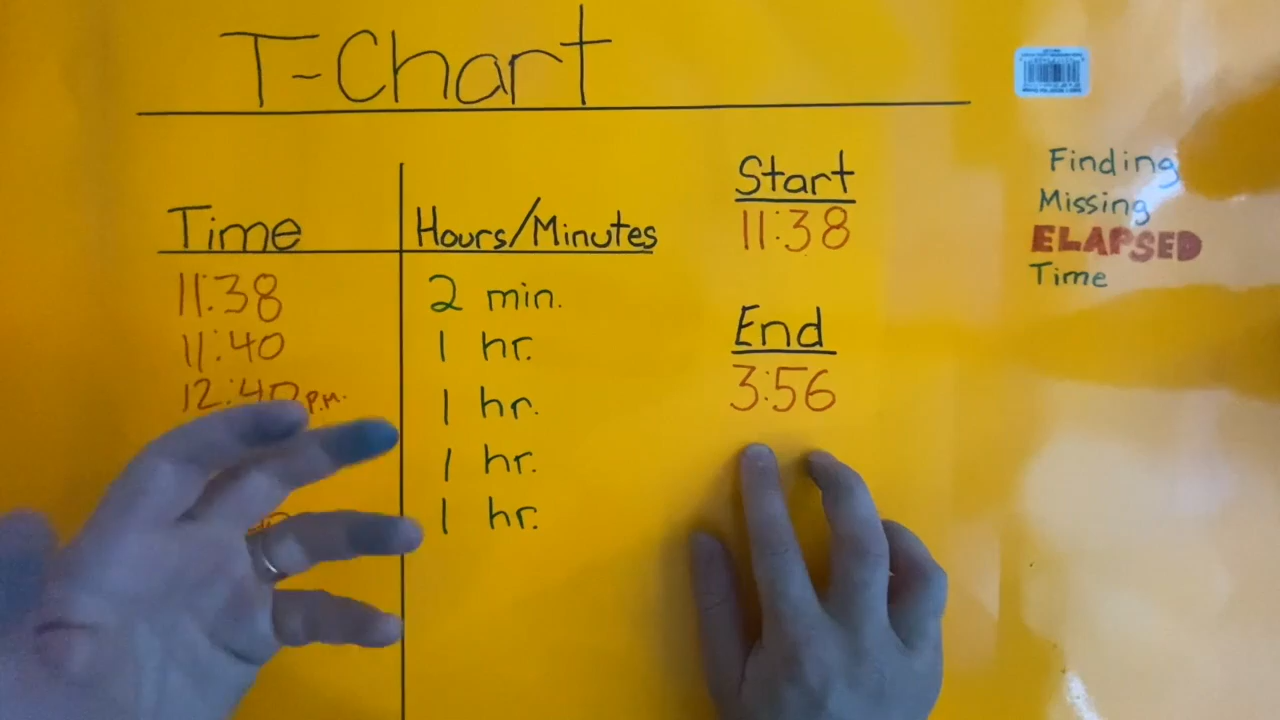 T-Chart
Time
Hours/Minutes
11:38
2 min.
11:40
1 hr.
12:40 P.M.
1 hr.
1 hr.
1 hr.
Start
11:38
End
3:56
Finding
Missing
ELAPSED
Time